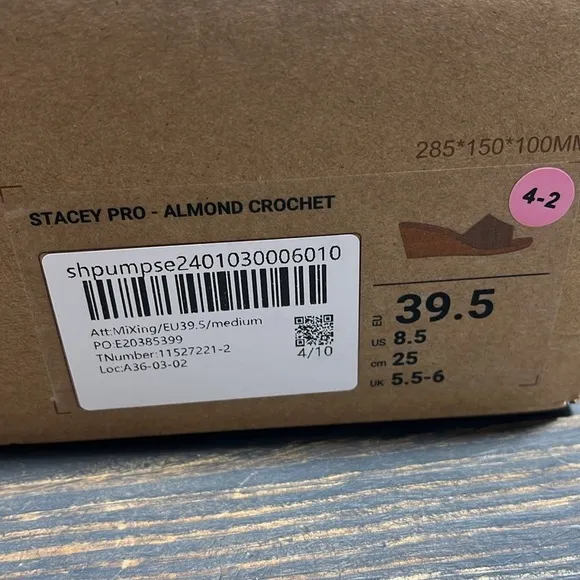 285*150*100MM
4-2
STACEY PRO - ALMOND CROCHET
shpumpse2401030006010
Att:MiXing/EU39.5/medium
PO:E20385399
TNumber:11527221-2
Loc:A36-03-02
4/10
EU 39.5
US 8.5
cm 25
UK 5.5-6